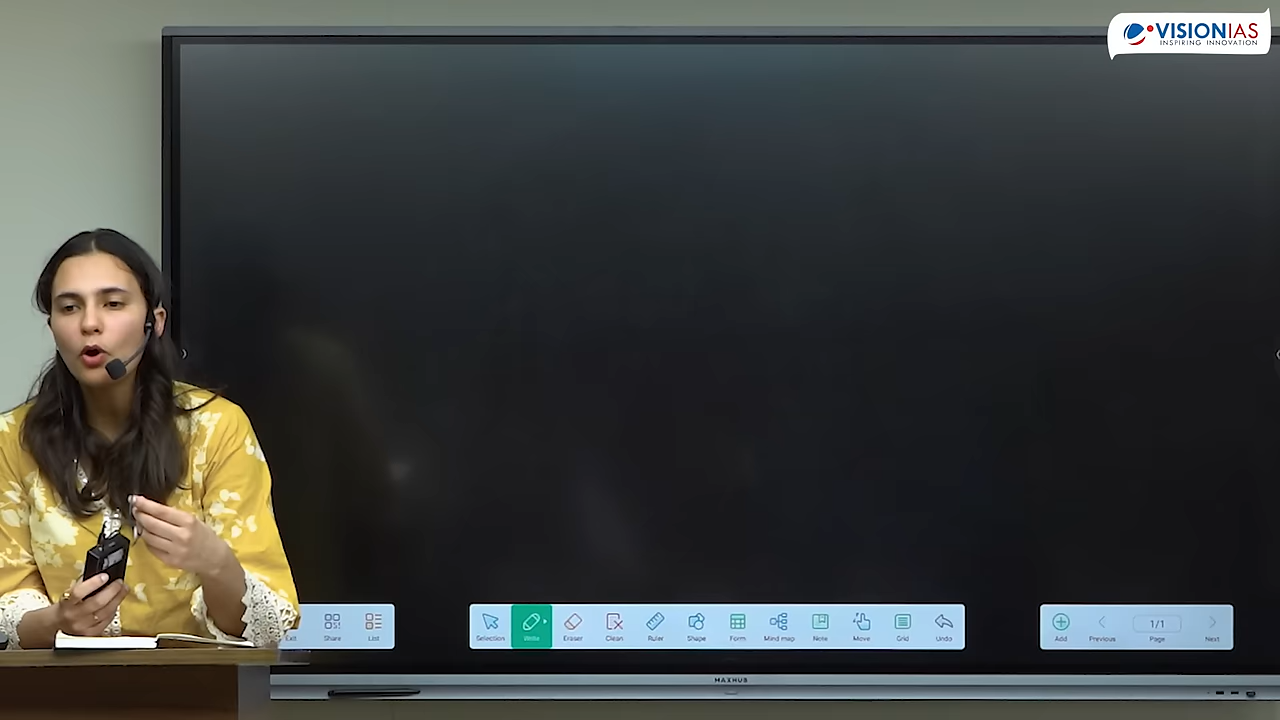 VISIONIAS
INSPIRING INNOVATION
Exit Share List
Selection Write Eraser Clean Ruler Shape Form Mind map Note Move Grid Undo
Add Previous 1/1 Page Next
MAXHUB